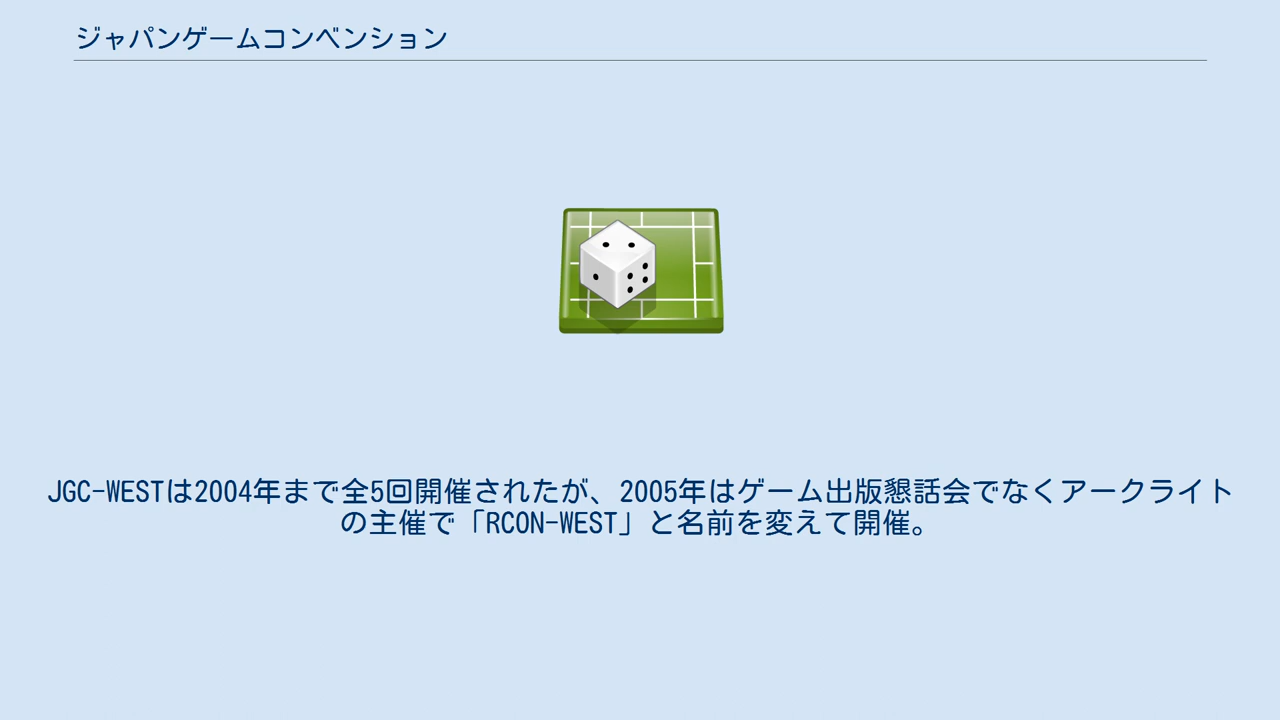 ジャパンゲームコンベンション
JGC-WESTは2004年まで全5回開催されたが、2005年はゲーム出版懇話会でなくアークライト
の主催で「RCON-WEST」と名前を変えて開催。